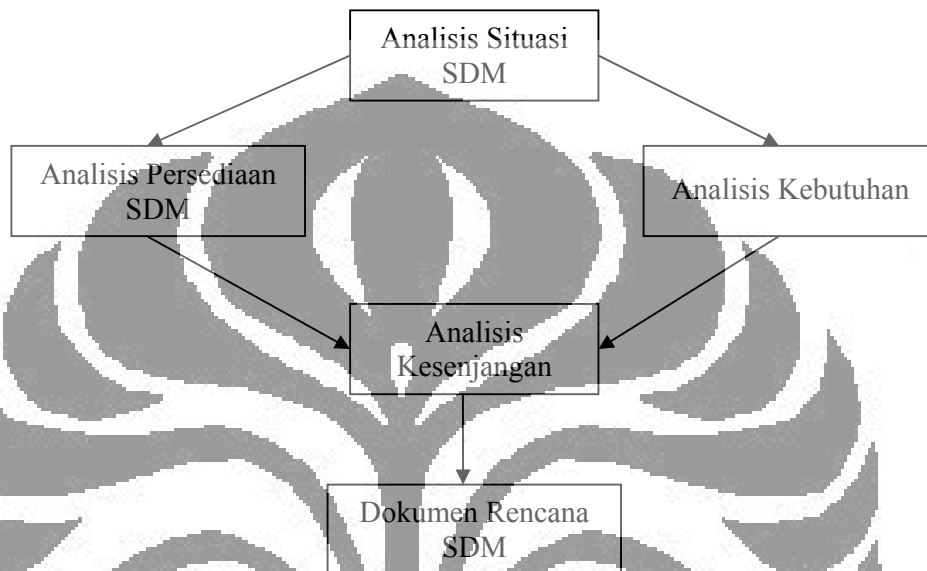 Analisis Situasi
SDM
Analisis Persediaan
SDM
Analisis Kebutuhan
Analisis
Kesenjangan
Dokumen Rencana
SDM